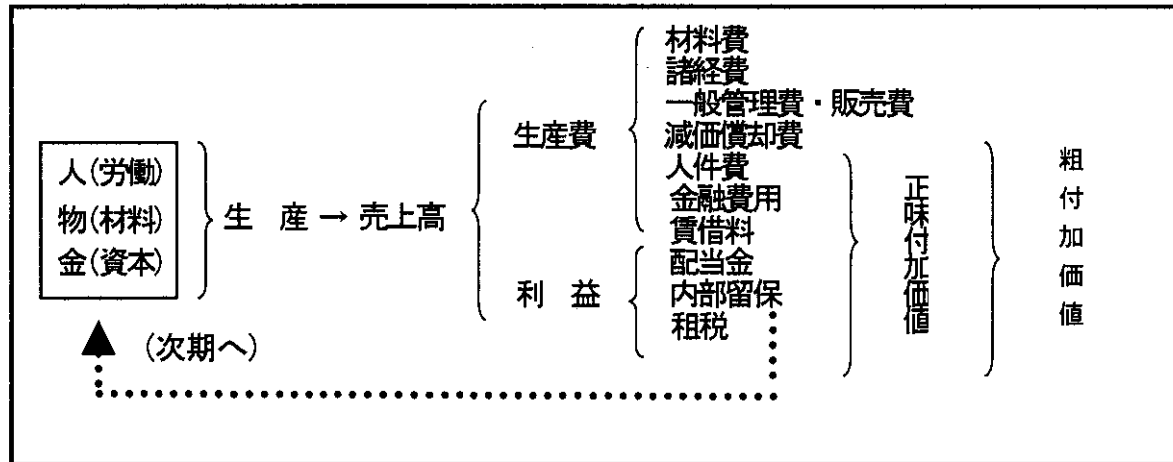 材料費
諸経費
一般管理費・販売費
減価償却費
人件費
金融費用
賃借料
配当金
内部留保
租税
生産費
利 益
人(労働)
物(材料)
金(資本)
生 産 → 売上高
正味付加価値
粗付加価値
(次期へ)